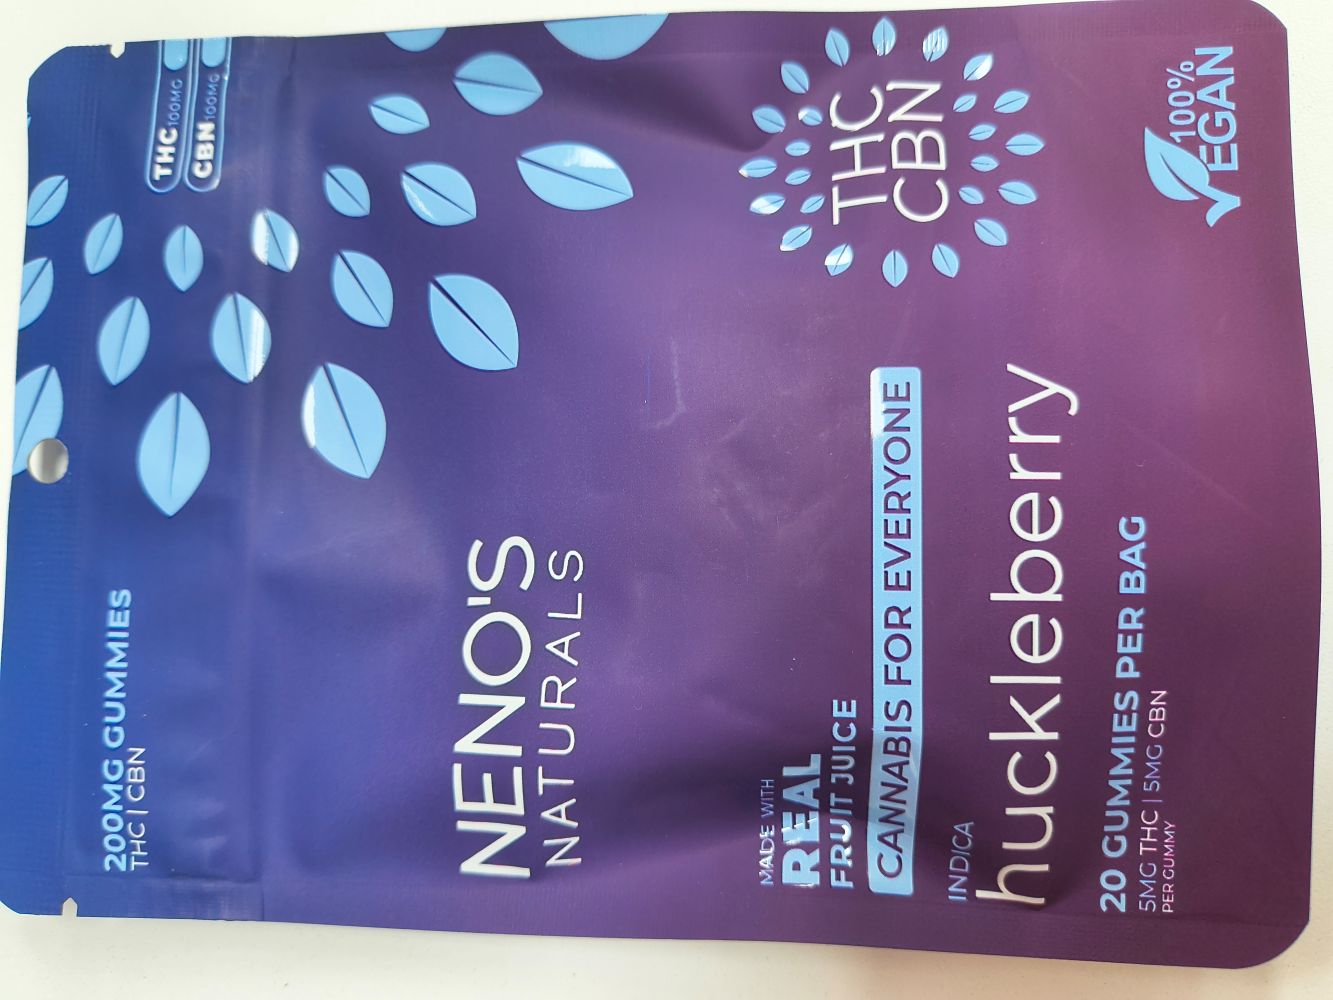 200MG GUMMIES
THC | CBN
THC 100MG
CBN 100MG
NENO'S
NATURALS
MADE WITH
REAL
FRUIT JUICE
CANNABIS FOR EVERYONE
THC
CBN
INDICA
huckleberry
20 GUMMIES PER BAG
5MG THC | 5MG CBN
PER GUMMY
100%
VEGAN